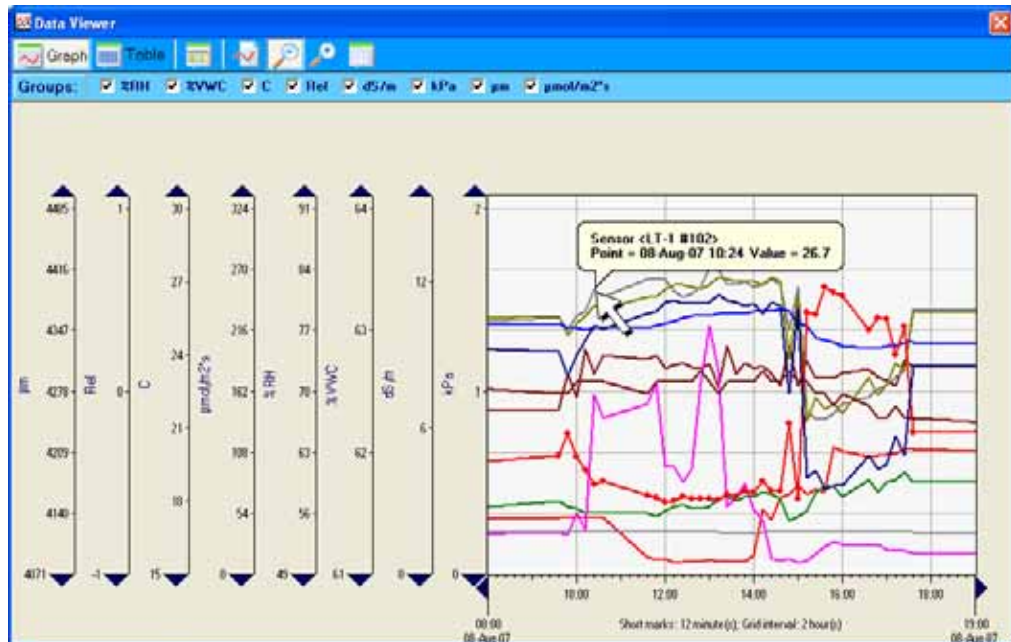 Data Viewer
Graph Table
Groups: %RH %VWC C Rel dS/m kPa µm µmol/m2*s
4485 1 30 324 91 64 2
4416 27 270 84 12
4347 24 216 77 63
4278 0 162 70 1
4209 21 108 63 62 6
4140 18 54 56
4071 -1 15 0 49 61 0 0
µm
Rel
C
µmol/m2*s
% RH
% VWC
dS/m
kPa
Sensor <LT-1 #102>
Point = 08-Aug-07 10:24 Value = 26.7
10:00 12:00 14:00 16:00 18:00
08:00 Short marks: 12 minute(s); Grid interval: 2 hour(s) 19:00
08-Aug-07 08-Aug-07